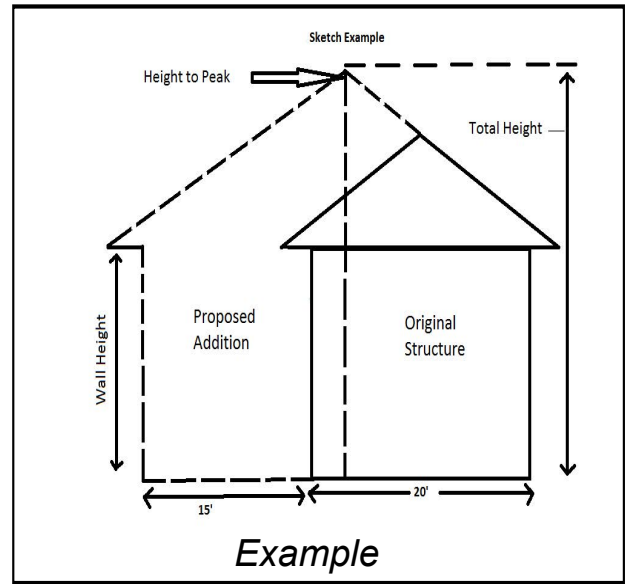 Sketch Example
Height to Peak
Total Height
Proposed
Addition
Original
Structure
Wall Height
15'
20'
Example